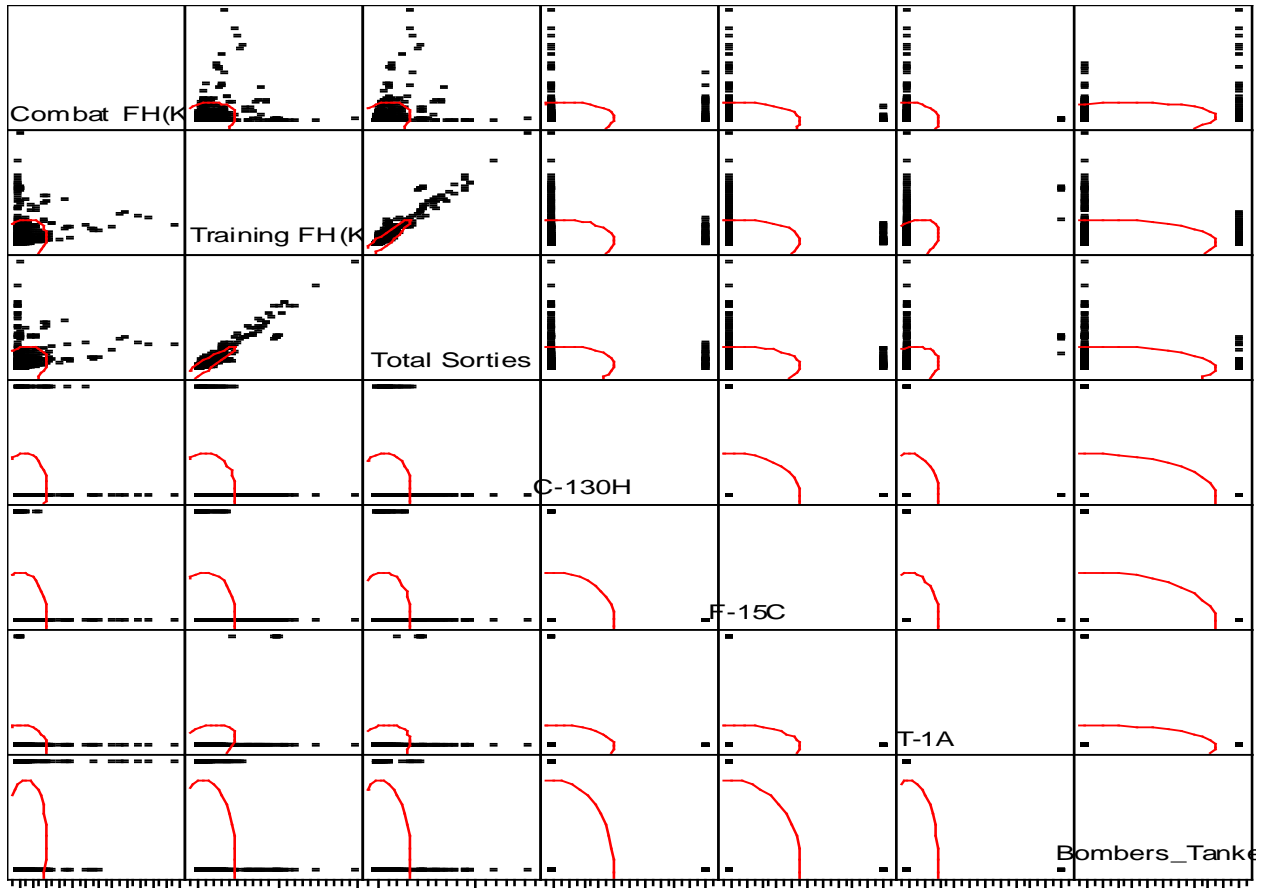 Combat FH(K
Training FH(K
Total Sorties
C-130H
F-15C
T-1A
Bombers_Tanke